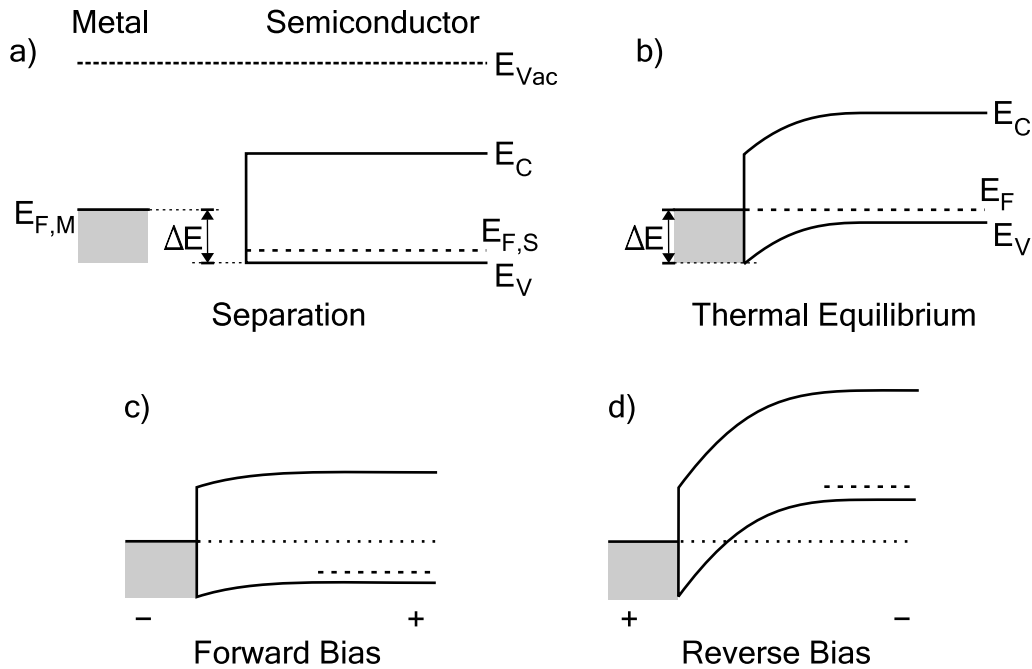 Metal Semiconductor
a)
E_Vac
E_C
E_F,M
ΔE
E_F,S
E_V
Separation
b)
E_C
E_F
ΔE
E_V
Thermal Equilibrium
c)
− +
Forward Bias
d)
+ −
Reverse Bias